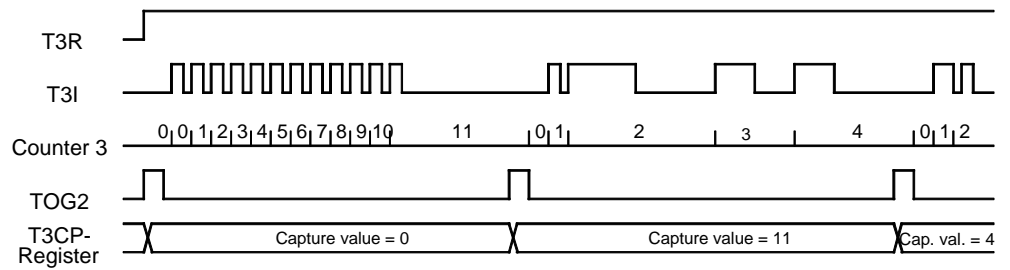 T3R
T3I
Counter 3
0 0 1 2 3 4 5 6 7 8 9 10 11 0 1 2 3 4 0 1 2
TOG2
T3CP-
Register
Capture value = 0
Capture value = 11
Cap. val. = 4